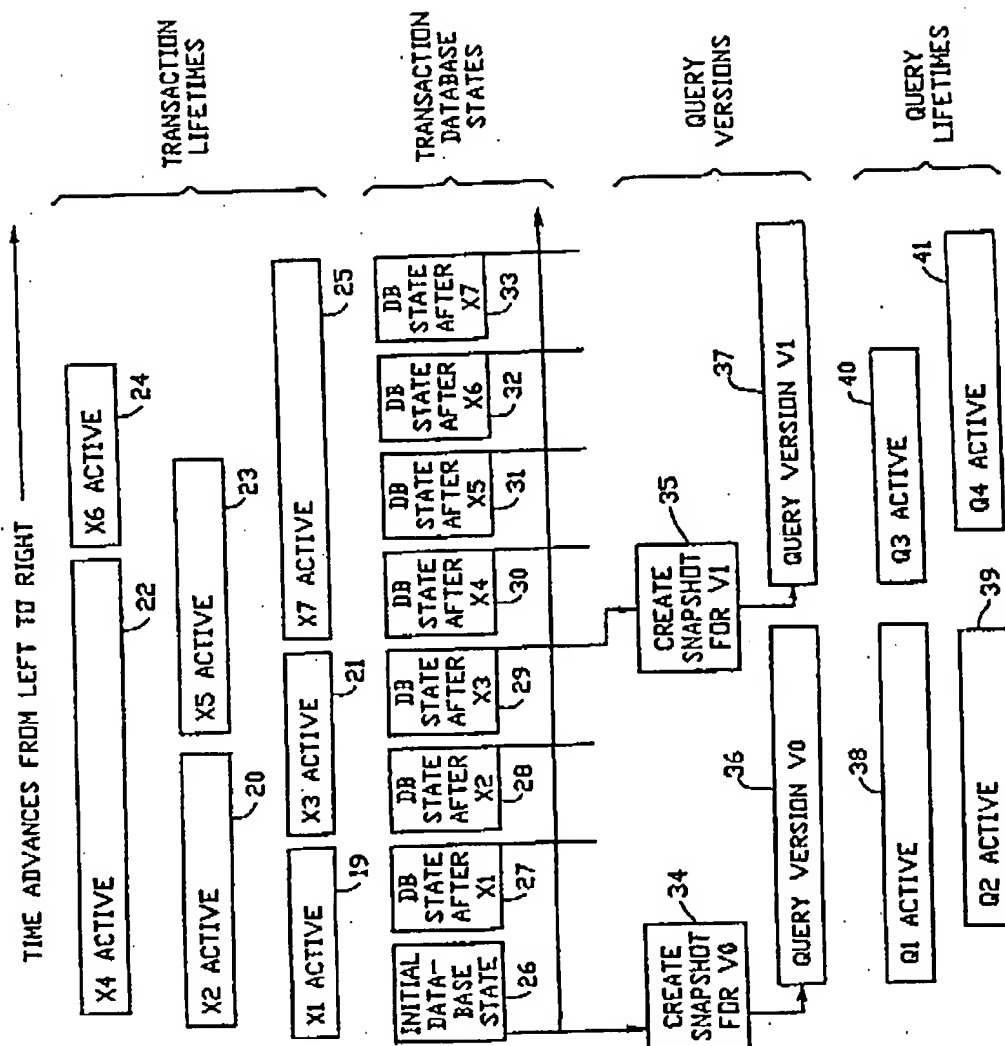 TIME ADVANCES FROM LEFT TO RIGHT
X4 ACTIVE
22
X6 ACTIVE
24
X2 ACTIVE
20
X5 ACTIVE
23
X1 ACTIVE
19
X3 ACTIVE
21
X7 ACTIVE
25
TRANSACTION
LIFETIMES
INITIAL
DATA-
BASE
STATE
26
DB
STATE
AFTER
X1
27
DB
STATE
AFTER
X2
28
DB
STATE
AFTER
X3
29
DB
STATE
AFTER
X4
30
DB
STATE
AFTER
X5
31
DB
STATE
AFTER
X6
32
DB
STATE
AFTER
X7
33
TRANSACTION
DATABASE
STATES
CREATE
SNAPSHOT
FOR V0
34
CREATE
SNAPSHOT
FOR V1
35
QUERY VERSION V0
36
QUERY VERSION V1
37
QUERY
VERSIONS
Q1 ACTIVE
38
Q3 ACTIVE
40
Q2 ACTIVE
39
Q4 ACTIVE
41
QUERY
LIFETIMES